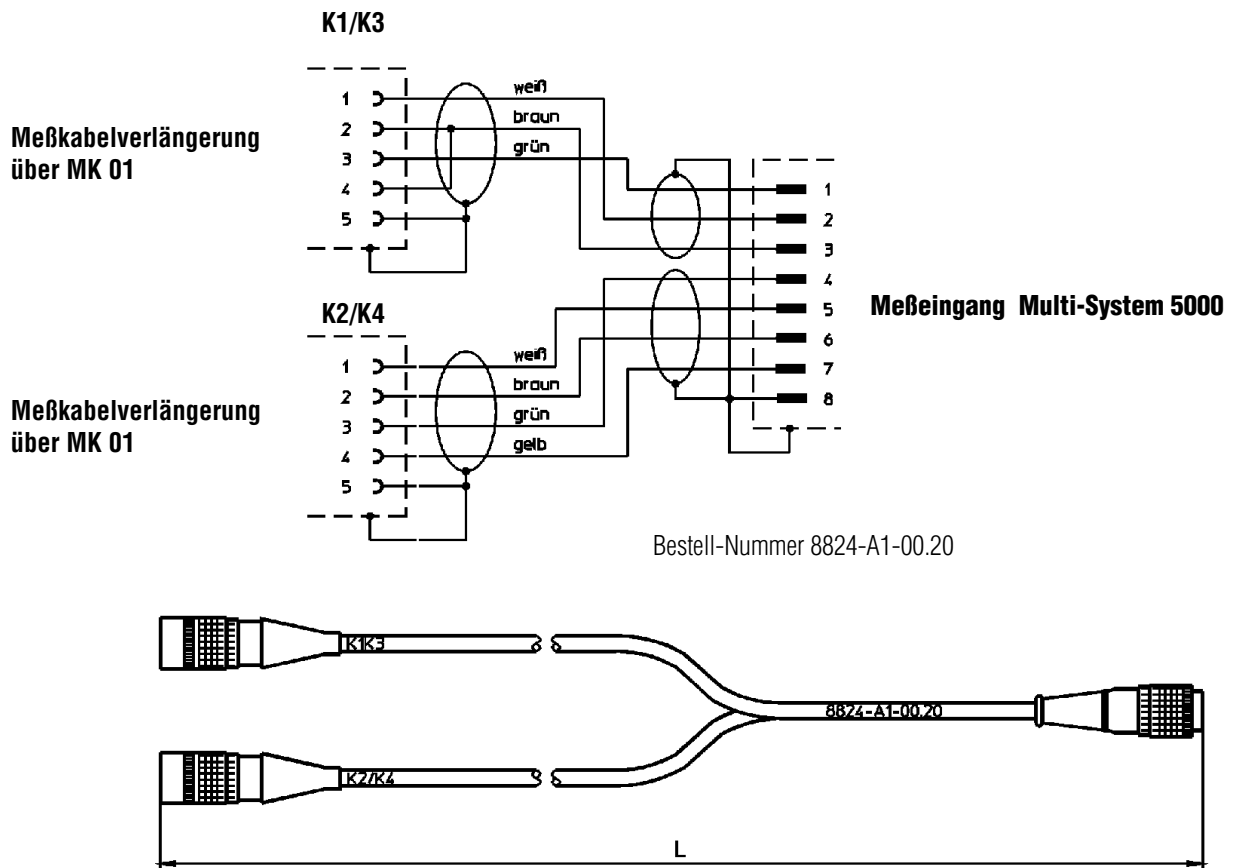 K1/K3
Meßkabelverlängerung
über MK 01
1
2
3
4
5
weiß
braun
grün
1
2
3
4
5
6
7
8
Meßeingang Multi-System 5000
K2/K4
Meßkabelverlängerung
über MK 01
1
2
3
4
5
weiß
braun
grün
gelb
Bestell-Nummer 8824-A1-00.20
K1K3
8824-A1-00.20
K2/K4
L